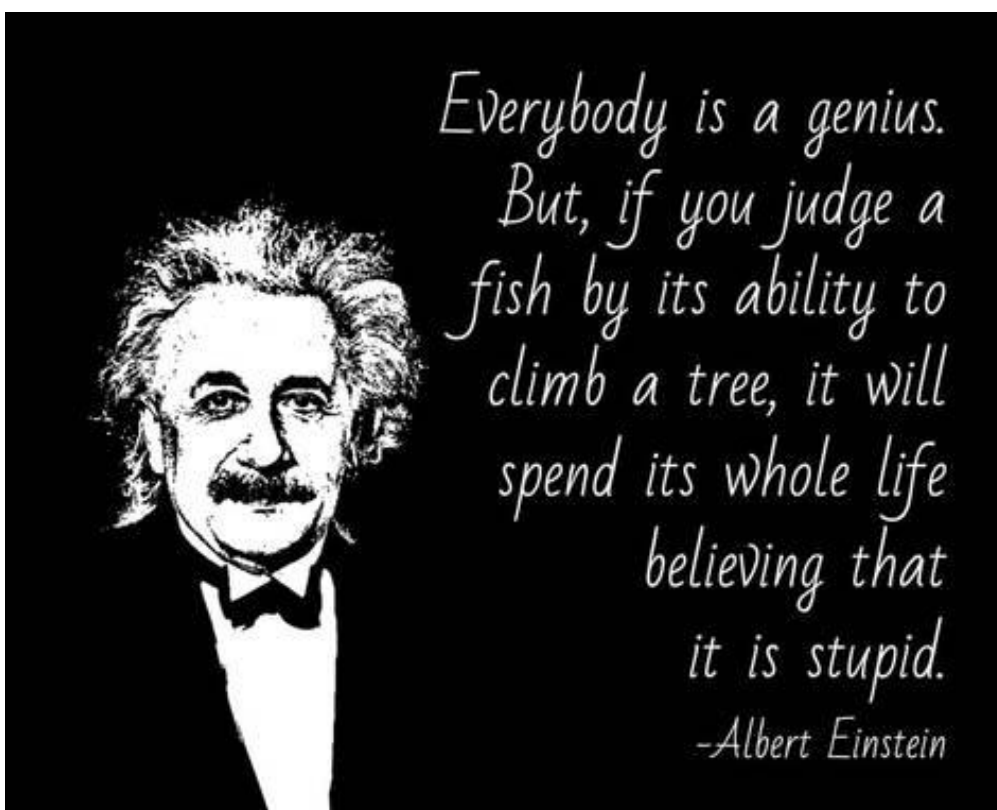 Everybody is a genius.
But, if you judge a
fish by its ability to
climb a tree, it will
spend its whole life
believing that
it is stupid.
-Albert Einstein